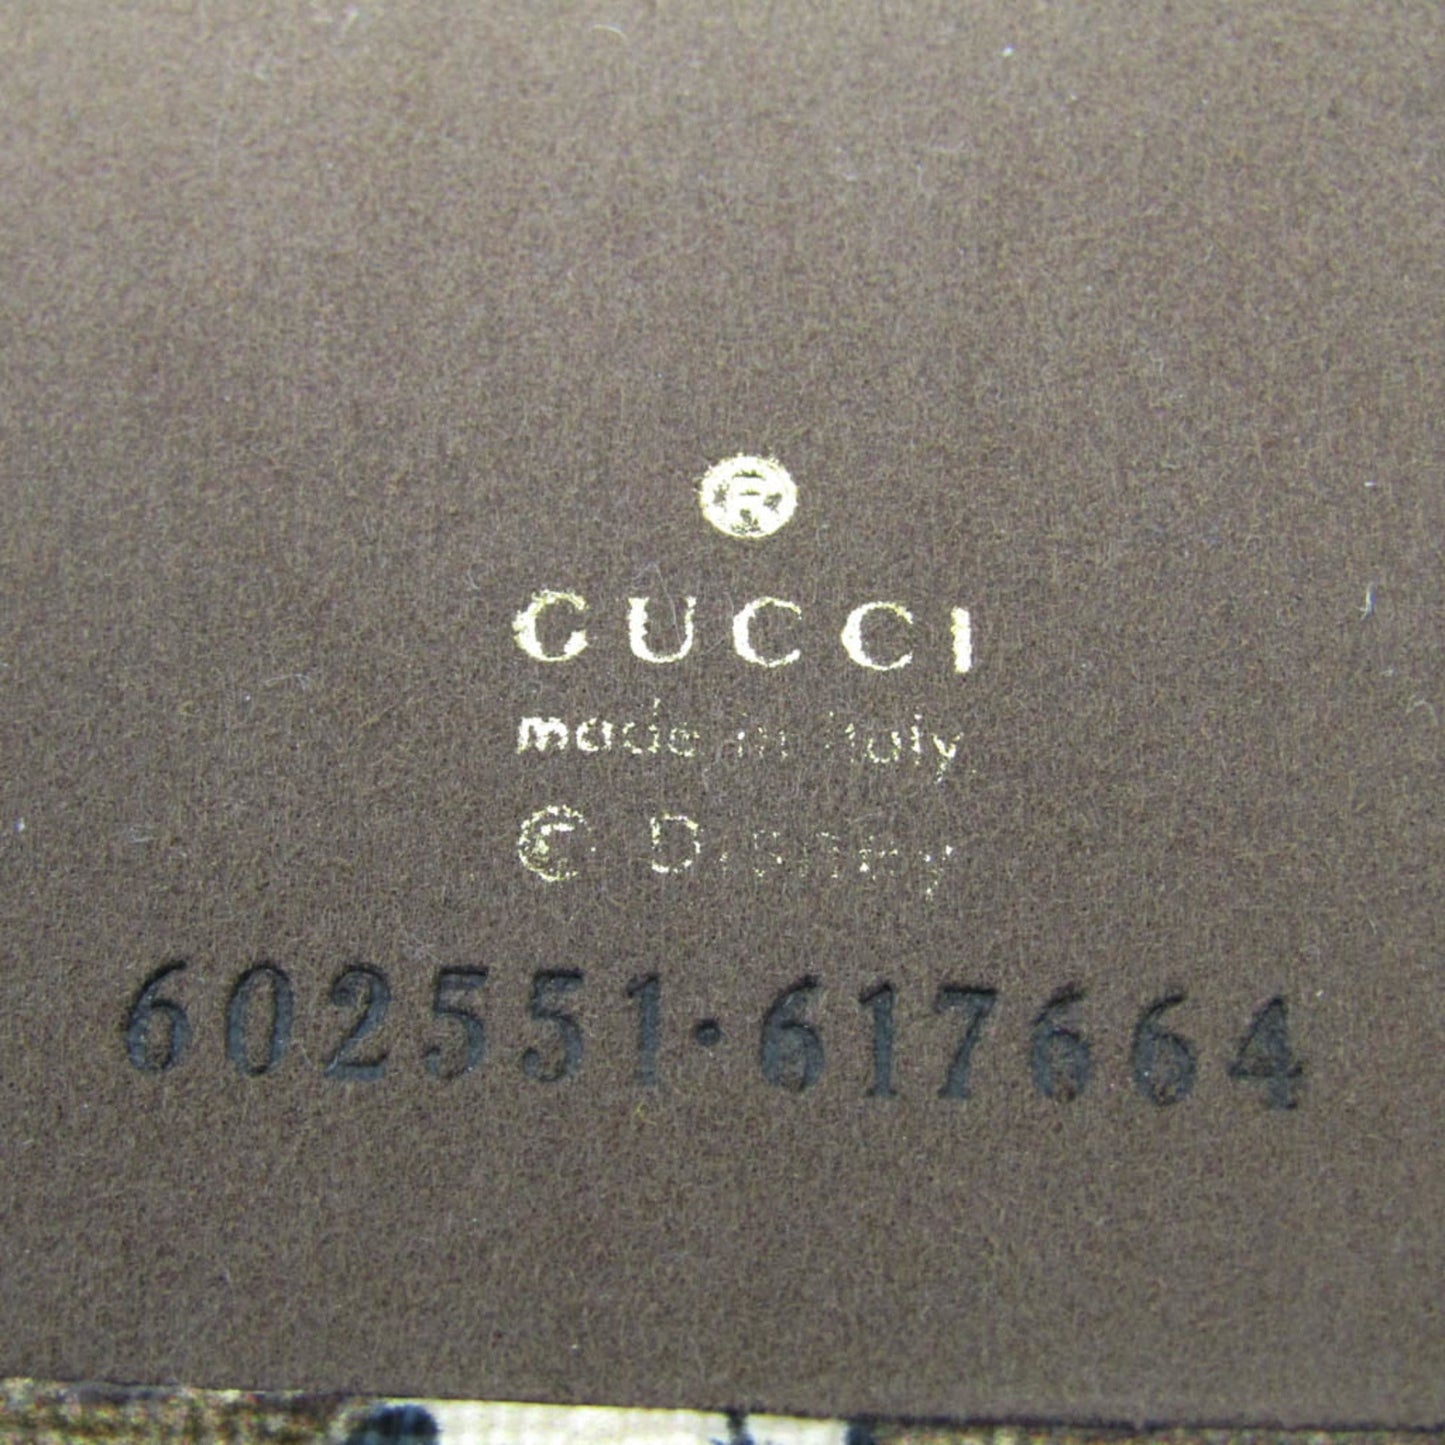 ®
GUCCI
made in italy
© Disney
602551·617664